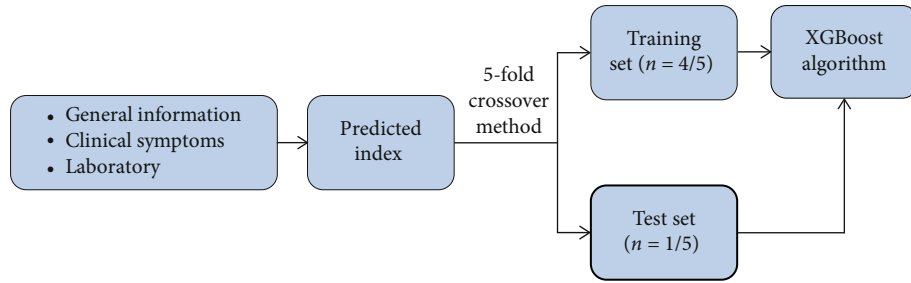 • General information
• Clinical symptoms
• Laboratory
Predicted
index
5-fold
crossover
method
Training
set (n = 4/5)
XGBoost
algorithm
Test set
(n = 1/5)